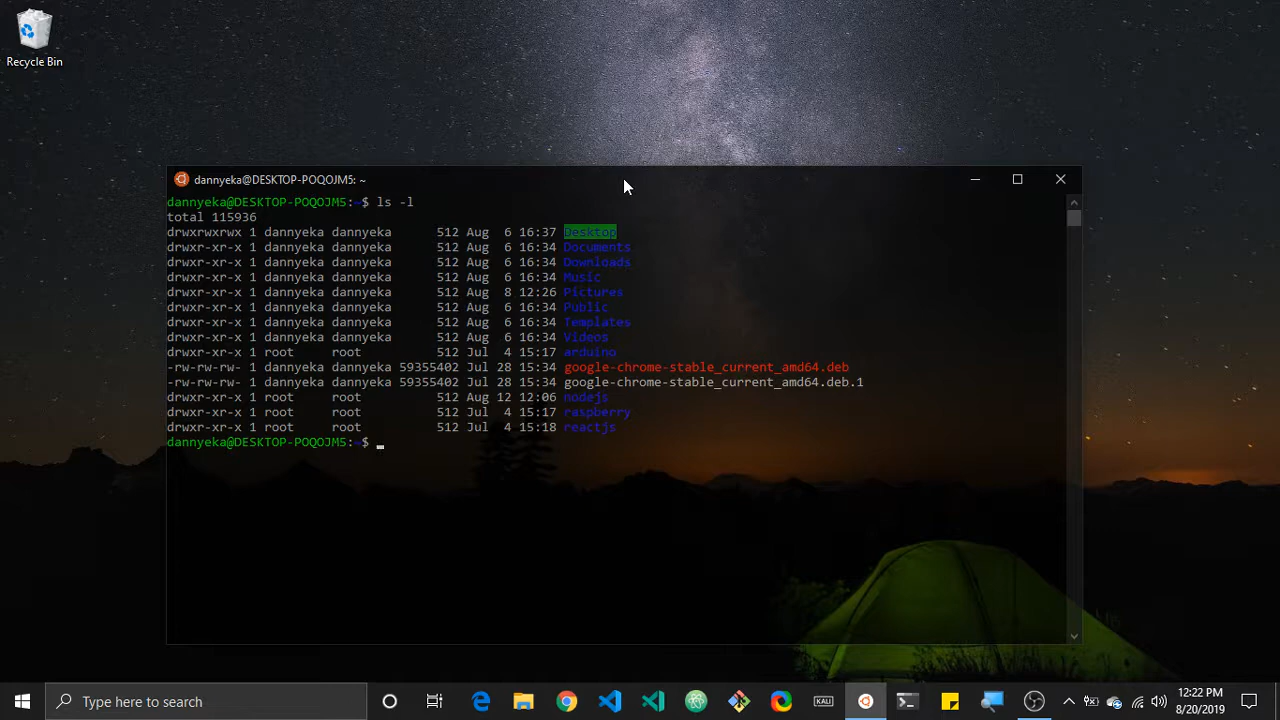 Recycle Bin
dannyeka@DESKTOP-POQOJM5: ~
dannyeka@DESKTOP-POQOJM5:~$ ls -l
total 115936
drwxrwxrwx 1 dannyeka dannyeka      512 Aug  6 16:37 Desktop
drwxr-xr-x 1 dannyeka dannyeka      512 Aug  6 16:34 Documents
drwxr-xr-x 1 dannyeka dannyeka      512 Aug  6 16:34 Downloads
drwxr-xr-x 1 dannyeka dannyeka      512 Aug  6 16:34 Music
drwxr-xr-x 1 dannyeka dannyeka      512 Aug  8 12:26 Pictures
drwxr-xr-x 1 dannyeka dannyeka      512 Aug  6 16:34 Public
drwxr-xr-x 1 dannyeka dannyeka      512 Aug  6 16:34 Templates
drwxr-xr-x 1 dannyeka dannyeka      512 Aug  6 16:34 Videos
drwxr-xr-x 1 root     root          512 Jul  4 15:17 arduino
-rw-rw-rw- 1 dannyeka dannyeka 59355402 Jul 28 15:34 google-chrome-stable_current_amd64.deb
-rw-rw-rw- 1 dannyeka dannyeka 59355402 Jul 28 15:34 google-chrome-stable_current_amd64.deb.1
drwxr-xr-x 1 root     root          512 Aug 12 12:06 nodejs
drwxr-xr-x 1 root     root          512 Jul  4 15:17 raspberry
drwxr-xr-x 1 root     root          512 Jul  4 15:18 reactjs
dannyeka@DESKTOP-POQOJM5:~$
Type here to search
KALI
12:22 PM
8/20/2019